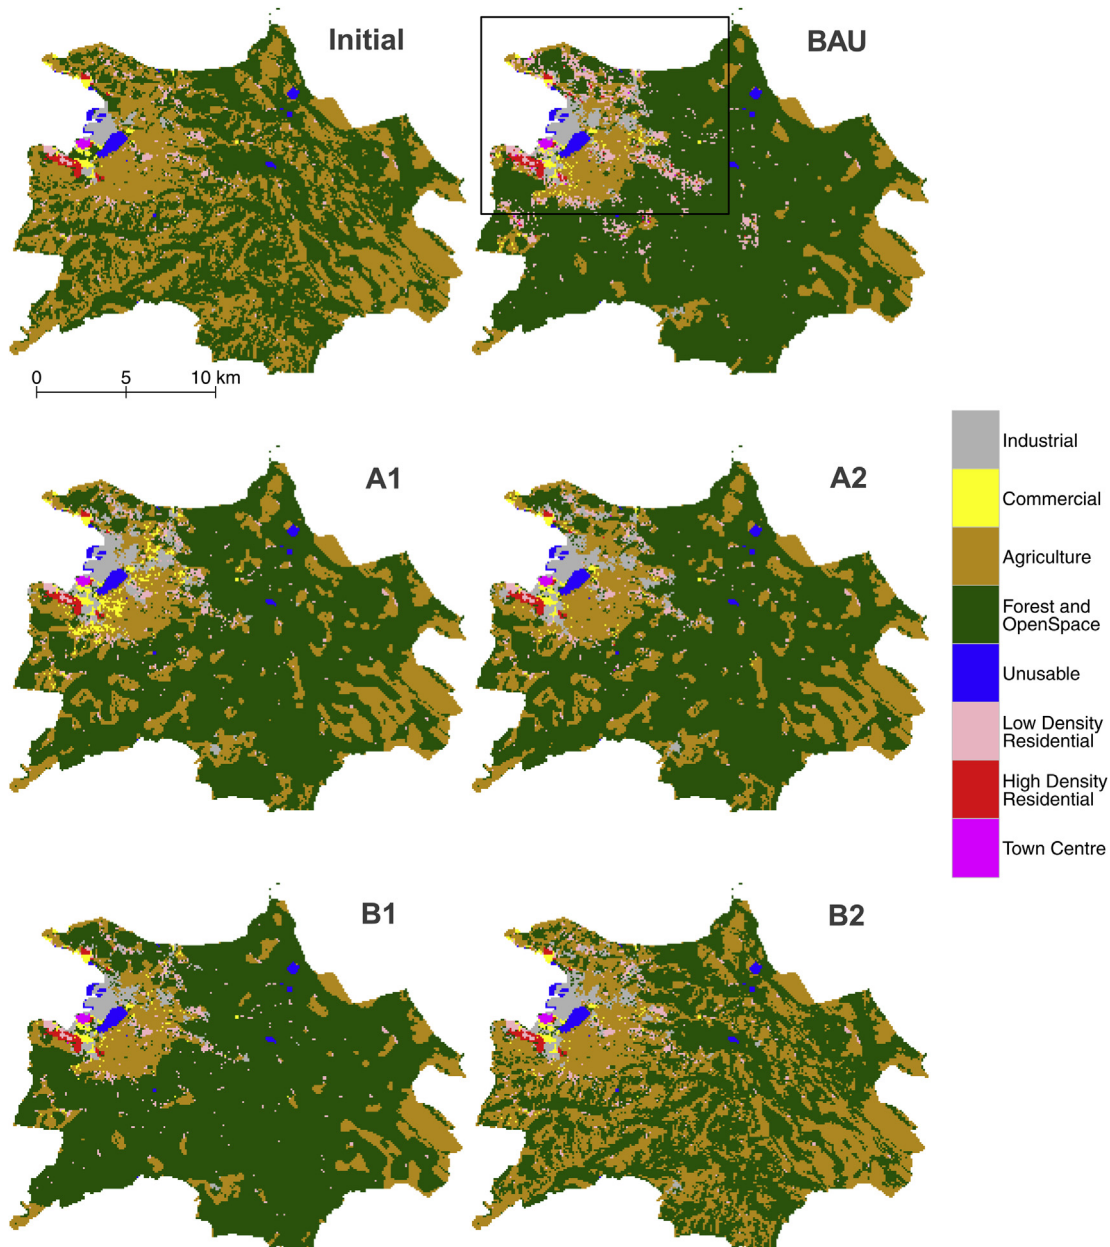 Initial
BAU
0 5 10 km
A1
A2
Industrial
Commercial
Agriculture
Forest and
OpenSpace
Unusable
Low Density
Residential
High Density
Residential
Town Centre
B1
B2